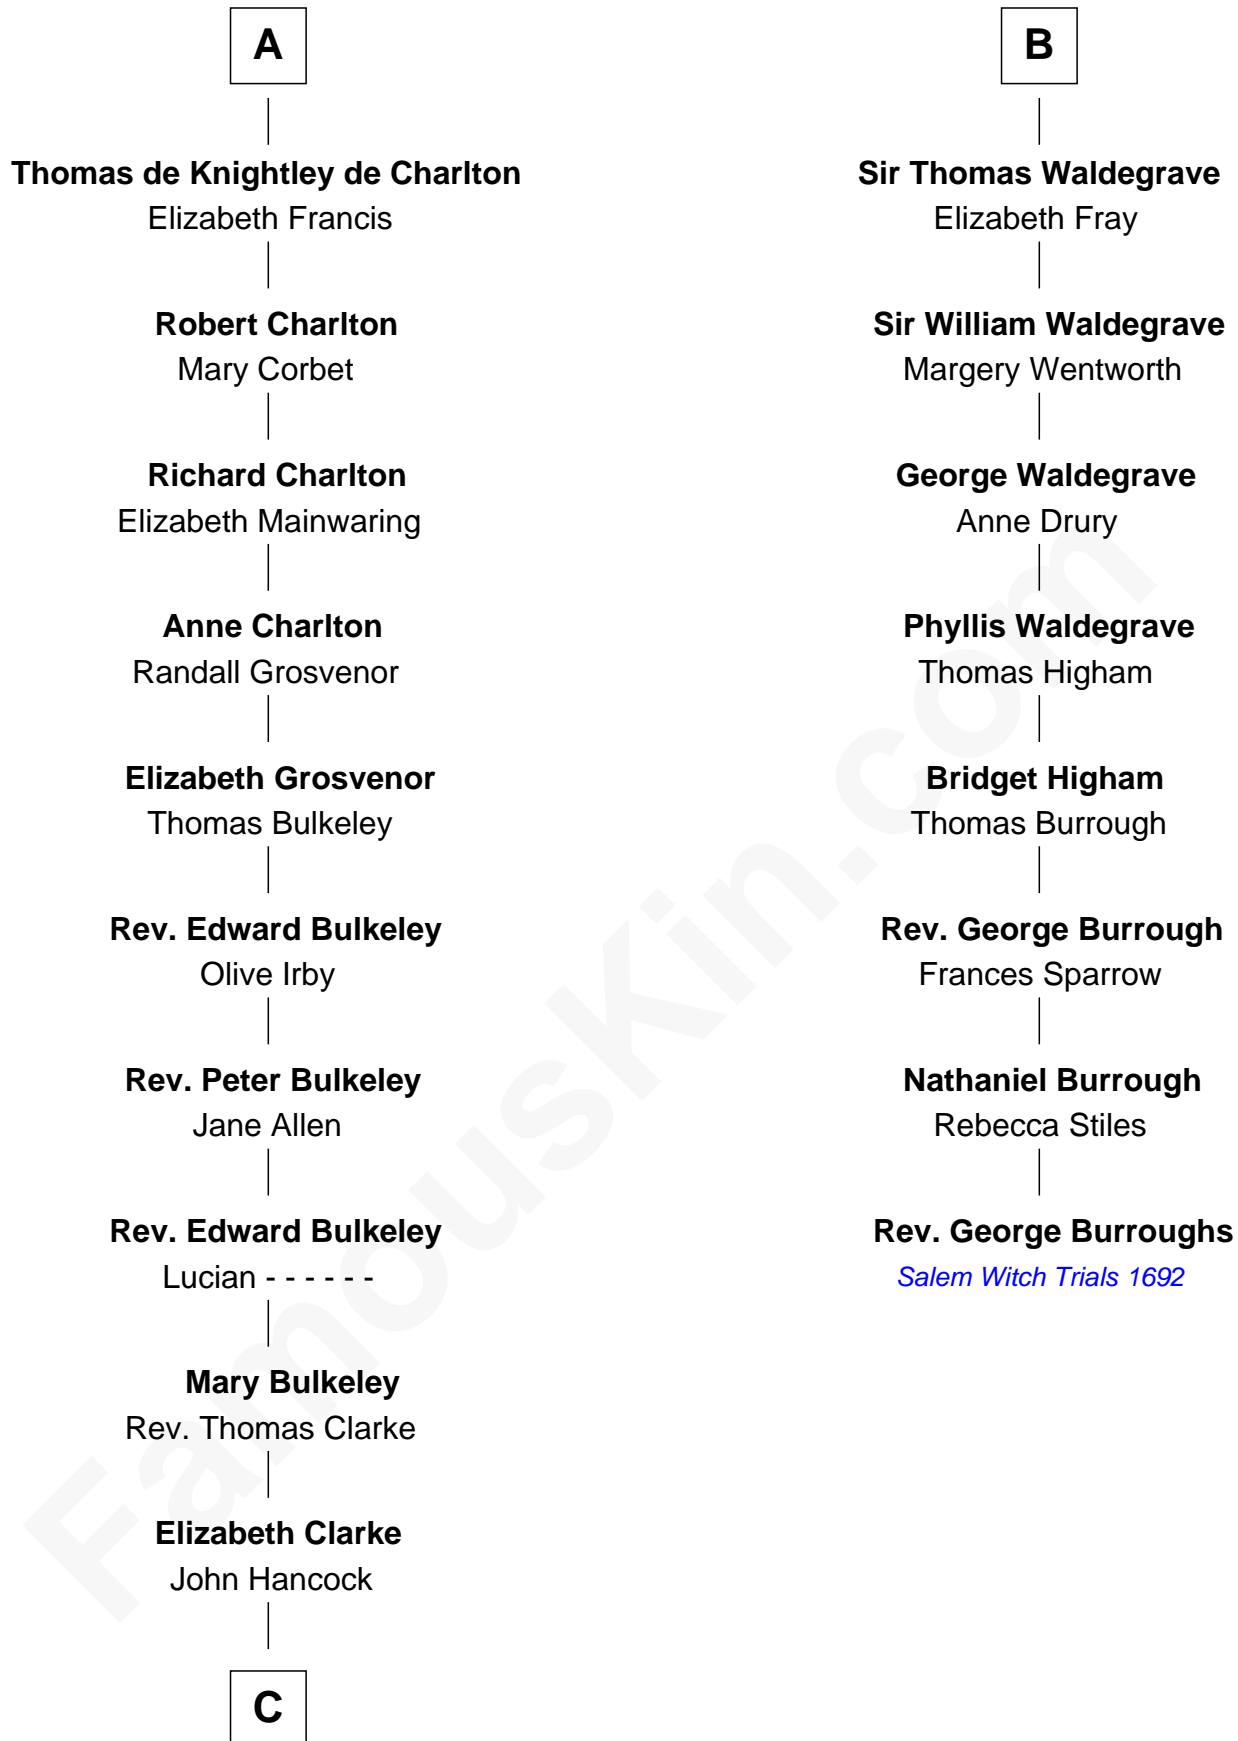 A
Thomas de Knightley de Charlton
Elizabeth Francis
Robert Charlton
Mary Corbet
Richard Charlton
Elizabeth Mainwaring
Anne Charlton
Randall Grosvenor
Elizabeth Grosvenor
Thomas Bulkeley
Rev. Edward Bulkeley
Olive Irby
Rev. Peter Bulkeley
Jane Allen
Rev. Edward Bulkeley
Lucian - - - - - -
Mary Bulkeley
Rev. Thomas Clarke
Elizabeth Clarke
John Hancock
C
B
Sir Thomas Waldegrave
Elizabeth Fray
Sir William Waldegrave
Margery Wentworth
George Waldegrave
Anne Drury
Phyllis Waldegrave
Thomas Higham
Bridget Higham
Thomas Burrough
Rev. George Burrough
Frances Sparrow
Nathaniel Burrough
Rebecca Stiles
Rev. George Burroughs
Salem Witch Trials 1692
FamousKin.com